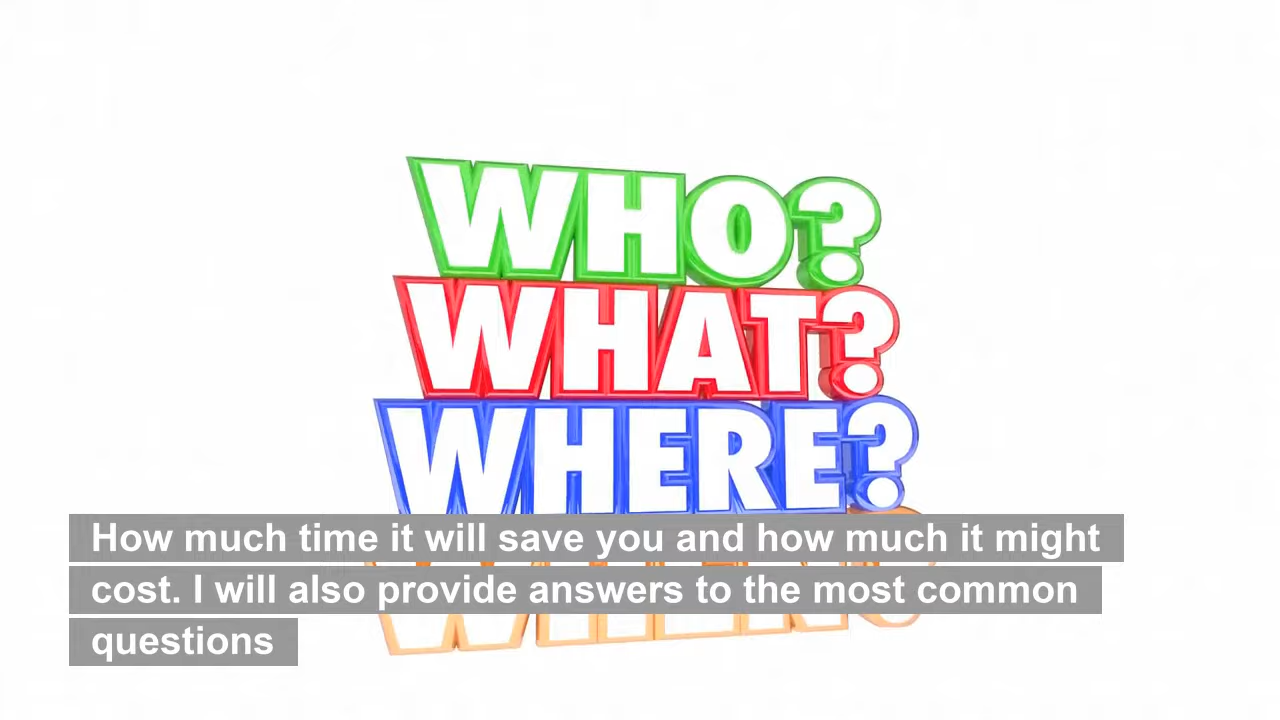 WHO?
WHAT?
WHERE?
How much time it will save you and how much it might
cost. I will also provide answers to the most common
questions